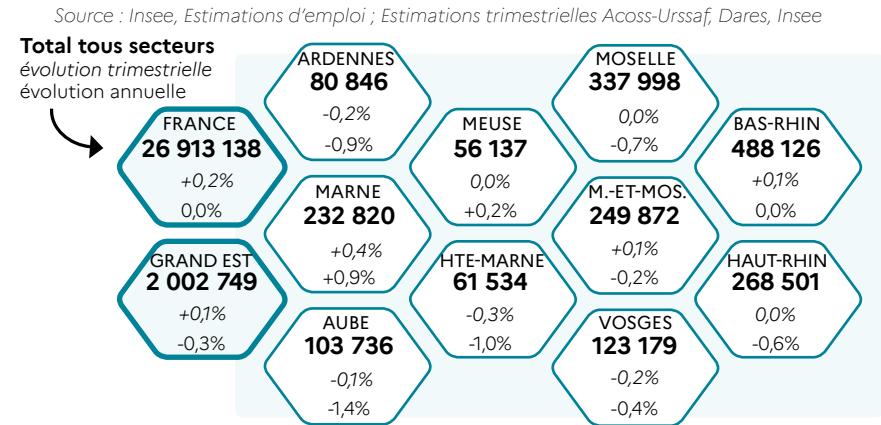 Source : Insee, Estimations d'emploi ; Estimations trimestrielles Acoss-Urssaf, Dares, Insee
Total tous secteurs
évolution trimestrielle
évolution annuelle
FRANCE
26 913 138
+0,2%
0,0%
GRAND EST
2 002 749
+0,1%
-0,3%
ARDENNES
80 846
-0,2%
-0,9%
MARNE
232 820
+0,4%
+0,9%
AUBE
103 736
-0,1%
-1,4%
MEUSE
56 137
0,0%
+0,2%
HTE-MARNE
61 534
-0,3%
-1,0%
MOSELLE
337 998
0,0%
-0,7%
M.-ET-MOS.
249 872
+0,1%
-0,2%
VOSGES
123 179
-0,2%
-0,4%
BAS-RHIN
488 126
+0,1%
0,0%
HAUT-RHIN
268 501
0,0%
-0,6%